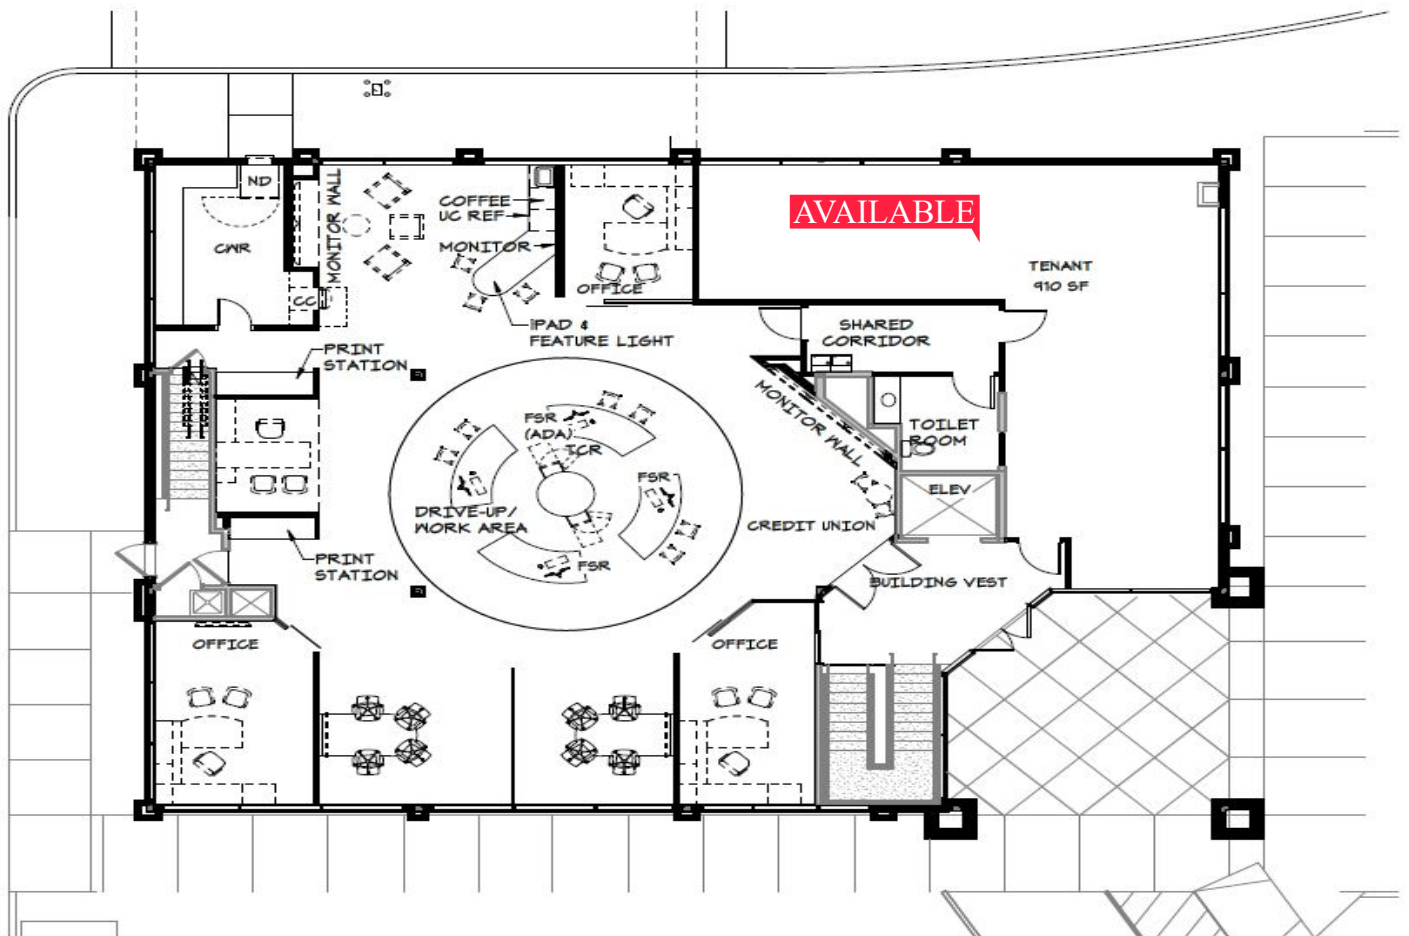 ND
MONITOR WALL
COFFEE
UC REF
AVAILABLE
CWR
MONITOR
TENANT
910 SF
OFFICE
CC
IPAD &
FEATURE LIGHT
SHARED
CORRIDOR
PRINT
STATION
MONITOR WALL
FSR
(ADA)
TCR
TOILET
ROOM
FSR
ELEV
DRIVE-UP/
WORK AREA
CREDIT UNION
PRINT
STATION
FSR
BUILDING VEST
OFFICE
OFFICE